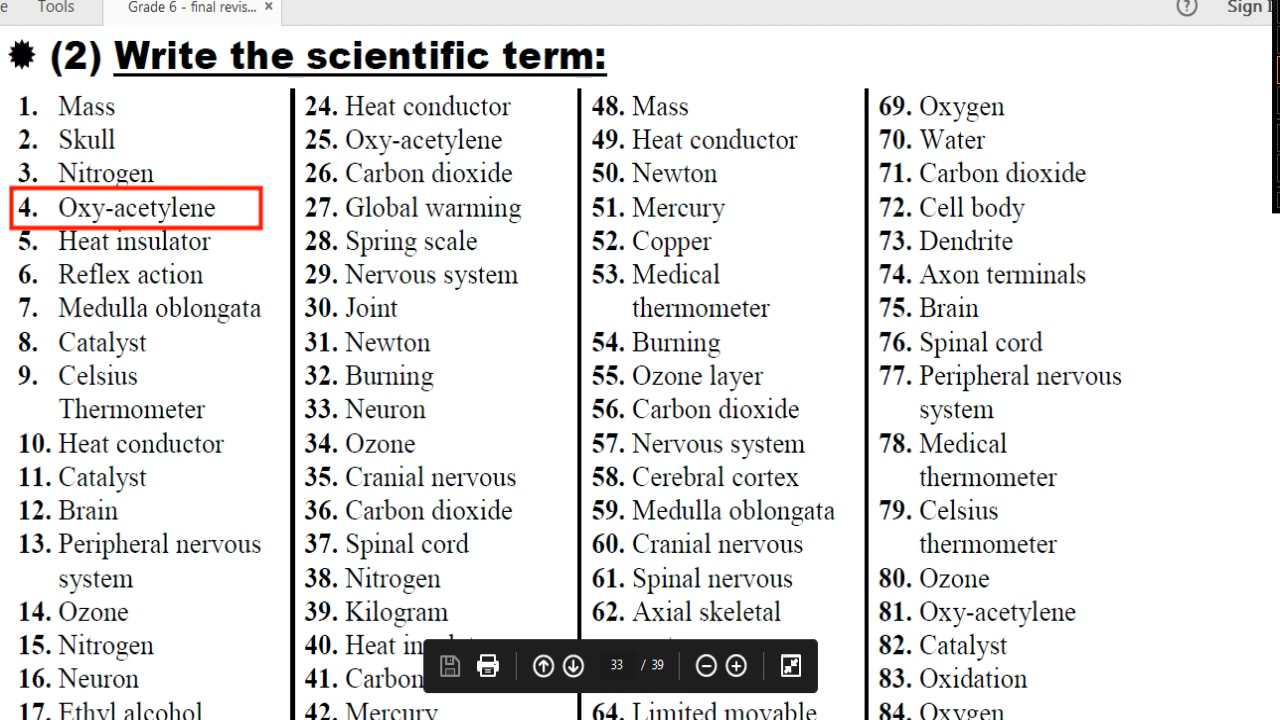 Tools
Grade 6 - final revis... ×
?
Sign
(2) Write the scientific term:
1. Mass
2. Skull
3. Nitrogen
4. Oxy-acetylene
5. Heat insulator
6. Reflex action
7. Medulla oblongata
8. Catalyst
9. Celsius
Thermometer
10. Heat conductor
11. Catalyst
12. Brain
13. Peripheral nervous
system
14. Ozone
15. Nitrogen
16. Neuron
17. Ethyl alcohol
24. Heat conductor
25. Oxy-acetylene
26. Carbon dioxide
27. Global warming
28. Spring scale
29. Nervous system
30. Joint
31. Newton
32. Burning
33. Neuron
34. Ozone
35. Cranial nervous
36. Carbon dioxide
37. Spinal cord
38. Nitrogen
39. Kilogram
40. Heat
41. Carbon
42. Mercury
48. Mass
49. Heat conductor
50. Newton
51. Mercury
52. Copper
53. Medical
thermometer
54. Burning
55. Ozone layer
56. Carbon dioxide
57. Nervous system
58. Cerebral cortex
59. Medulla oblongata
60. Cranial nervous
61. Spinal nervous
62. Axial skeletal
64. Limited movable
69. Oxygen
70. Water
71. Carbon dioxide
72. Cell body
73. Dendrite
74. Axon terminals
75. Brain
76. Spinal cord
77. Peripheral nervous
system
78. Medical
thermometer
79. Celsius
thermometer
80. Ozone
81. Oxy-acetylene
82. Catalyst
83. Oxidation
84. Oxygen
33 / 39